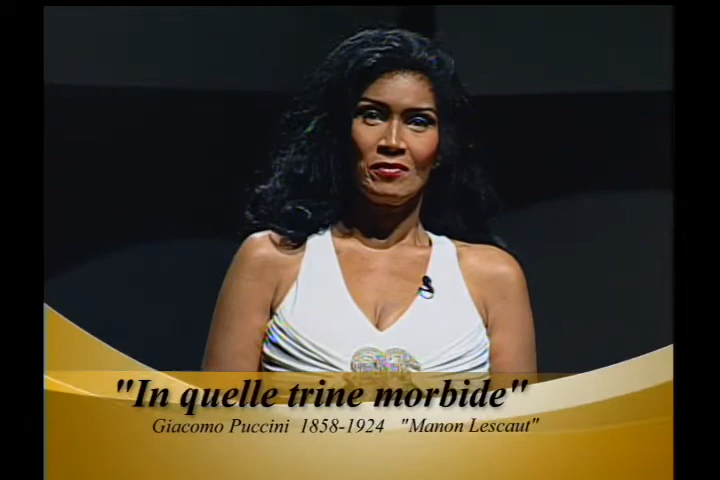 "In quelle trine morbide"
Giacomo Puccini 1858-1924 "Manon Lescaut"